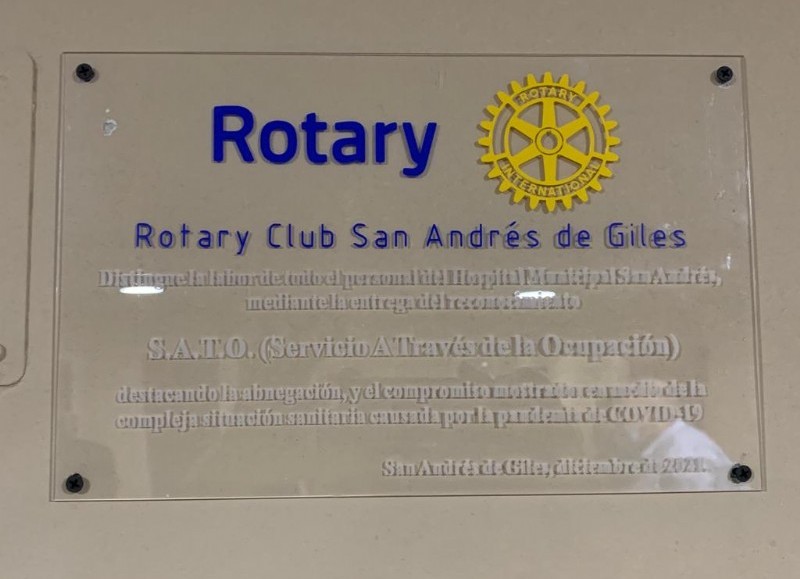 Rotary
ROTARY
INTERNATIONAL
Rotary Club San Andrés de Giles
Distingue la labor de todo el personal del Hospital Municipal San Andrés,
mediante la entrega del reconocimiento
S.A.T.O. (Servicio A Través de la Ocupación)
destacando la abnegación, y el compromiso mostrado en medio de la
compleja situación sanitaria causada por la pandemia de COVID-19
San Andrés de Giles, diciembre de 2021.